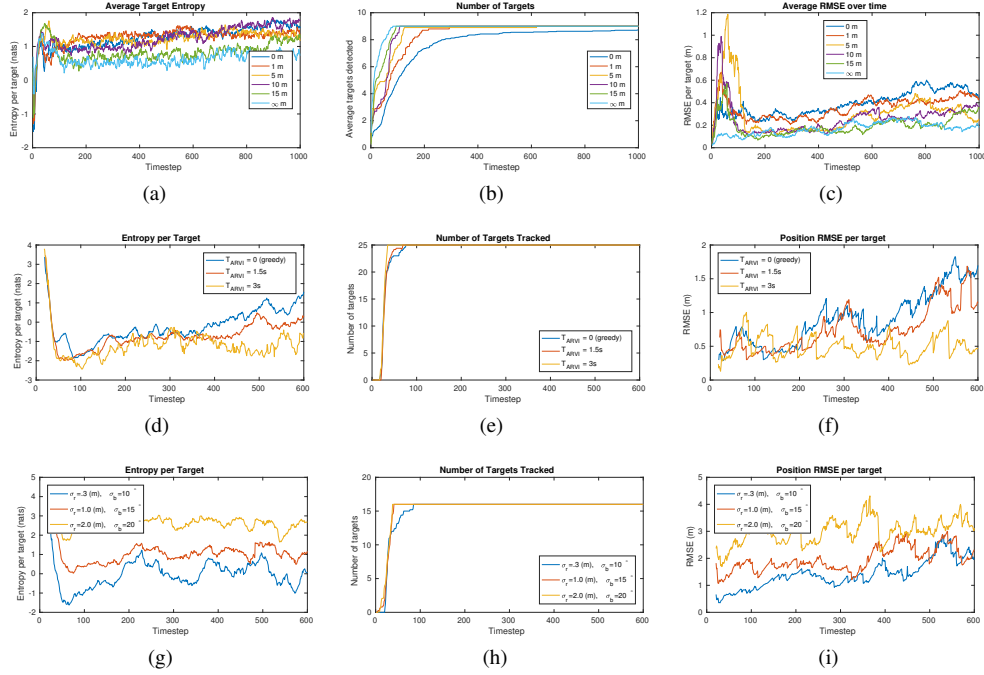 Average Target Entropy
Entropy per target (nats)
2
1
0
1
2
0 200 400 600 800 1000
Timestep
0 m
1 m
5 m
10 m
15 m
∞ m
(a)
Number of Targets
Average targets detected
10
8
6
4
2
0
0 200 400 600 800 1000
Timestep
0 m
1 m
5 m
10 m
15 m
∞ m
(b)
Average RMSE over time
RMSE per target (m)
1.2
1
0.8
0.6
0.4
0.2
0
0 200 400 600 800 1000
Timestep
0 m
1 m
5 m
10 m
15 m
∞ m
(c)
Entropy per Target
Entropy per target (nats)
4
3
2
1
0
-1
-2
-3
0 100 200 300 400 500 600
Timestep
T_ARVI = 0 (greedy)
T_ARVI = 1.5s
T_ARVI = 3s
(d)
Number of Targets Tracked
Number of targets
25
20
15
10
5
0
0 100 200 300 400 500 600
Timestep
T_ARVI = 0 (greedy)
T_ARVI = 1.5s
T_ARVI = 3s
(e)
Position RMSE per target
RMSE (m)
2
1.5
1
0.5
0
0 100 200 300 400 500 600
Timestep
T_ARVI = 0 (greedy)
T_ARVI = 1.5s
T_ARVI = 3s
(f)
Entropy per Target
Entropy per target (nats)
5
4
3
2
1
0
-1
-2
0 100 200 300 400 500 600
Timestep
σ_r=.3 (m), σ_b=10 °
σ_r=1.0 (m), σ_b=15 °
σ_r=2.0 (m), σ_b=20 °
(g)
Number of Targets Tracked
Number of targets
20
15
10
5
0
0 100 200 300 400 500 600
Timestep
σ_r=.3 (m), σ_b=10 °
σ_r=1.0 (m), σ_b=15 °
σ_r=2.0 (m), σ_b=20 °
(h)
Position RMSE per target
RMSE (m)
5
4
3
2
1
0
0 100 200 300 400 500 600
Timestep
σ_r=.3 (m), σ_b=10 °
σ_r=1.0 (m), σ_b=15 °
σ_r=2.0 (m), σ_b=20 °
(i)